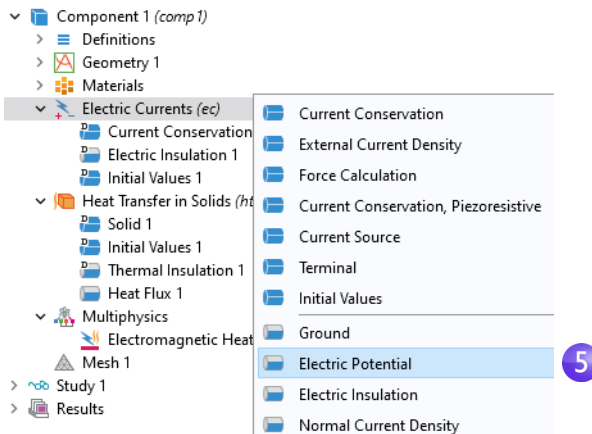 Component 1 (comp1)
Definitions
Geometry 1
Materials
Electric Currents (ec)
Current Conservation
Electric Insulation 1
Initial Values 1
Heat Transfer in Solids (ht
Solid 1
Initial Values 1
Thermal Insulation 1
Heat Flux 1
Multiphysics
Electromagnetic Heat
Mesh 1
Study 1
Results
Current Conservation
External Current Density
Force Calculation
Current Conservation, Piezoresistive
Current Source
Terminal
Initial Values
Ground
Electric Potential
5
Electric Insulation
Normal Current Density